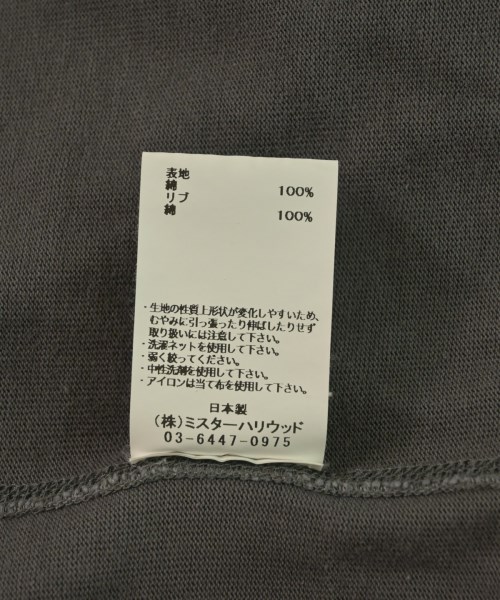 表地
綿 100%
リブ
綿 100%
・生地の性質上形状が変化しやすいため、
むやみに引っ張ったり伸ばしたりせず
取り扱いには注意して下さい。
・洗濯ネットを使用して下さい。
・弱く絞ってください。
・中性洗剤を使用して下さい。
・アイロンは当て布を使用して下さい。
日本製
(株)ミスターハリウッド
03-6447-0975